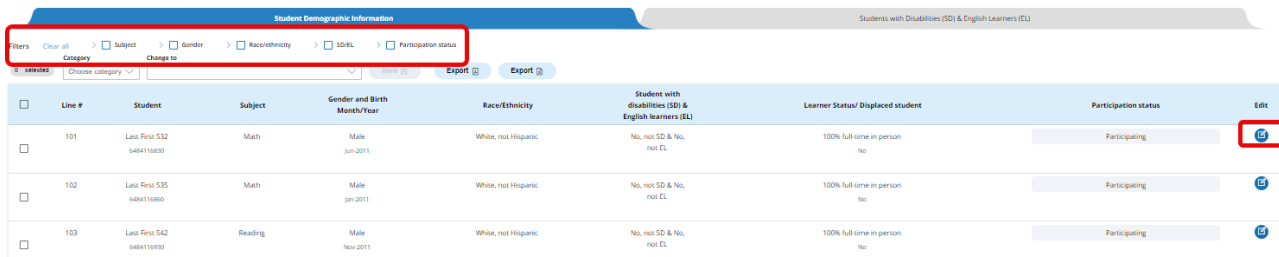 Student Demographic Information Students with Disabilities (SD) & English Learners (EL)
Filters Clear all > Subject > Gender > Race/ethnicity > SD/EL > Participation status
Category Change to
0 selected Choose category Save Export Export
Line # Student Subject Gender and Birth Month/Year Race/Ethnicity Student with disabilities (SD) & English learners (EL) Learner Status/ Displaced student Participation status Edit
101 Last First 532 Math Male White, not Hispanic No, not SD & No, 100% full-time in person Participating
6484116830 Jun-2011 not EL No
102 Last First 535 Math Male White, not Hispanic No, not SD & No, 100% full-time in person Participating
6484116860 Jan-2011 not EL No
103 Last First 542 Reading Male White, not Hispanic No, not SD & No, 100% full-time in person Participating
6484116930 Nov-2011 not EL No